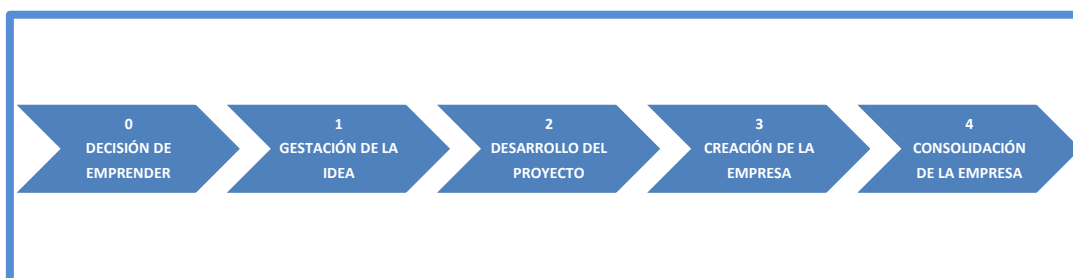 0
DECISIÓN DE
EMPRENDER
1
GESTACIÓN DE LA
IDEA
2
DESARROLLO DEL
PROYECTO
3
CREACIÓN DE LA
EMPRESA
4
CONSOLIDACIÓN
DE LA EMPRESA